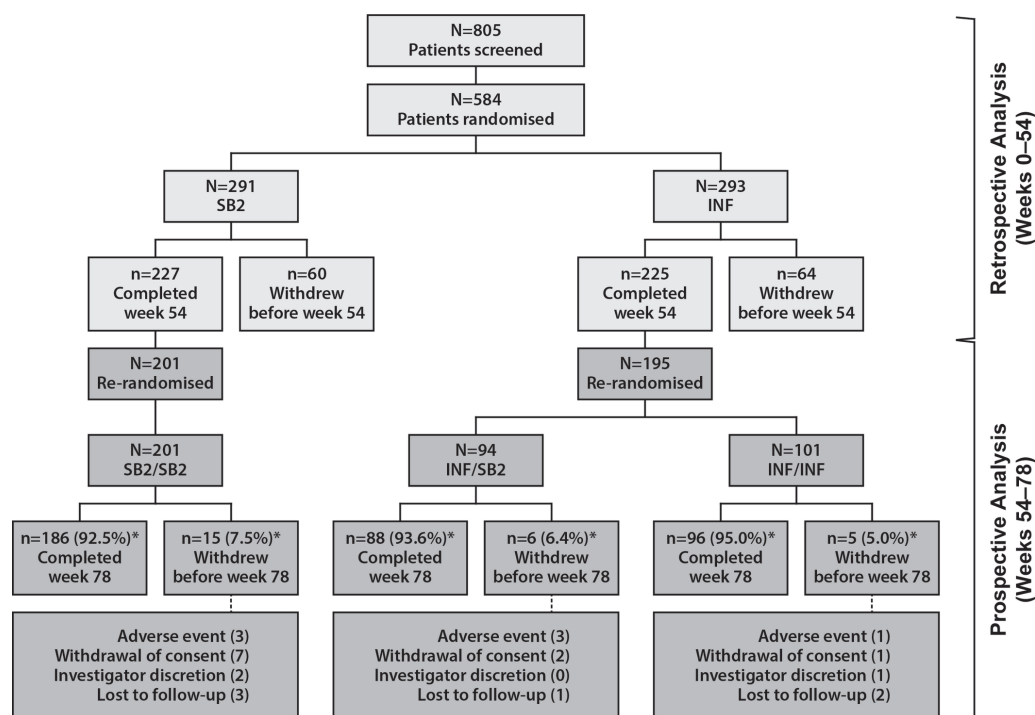 N=805
Patients screened
N=584
Patients randomised
N=291
SB2
N=293
INF
n=227
Completed
week 54
n=60
Withdrew
before week 54
n=225
Completed
week 54
n=64
Withdrew
before week 54
Retrospective Analysis
(Weeks 0–54)
N=201
Re-randomised
N=195
Re-randomised
N=201
SB2/SB2
N=94
INF/SB2
N=101
INF/INF
n=186 (92.5%)*
Completed
week 78
n=15 (7.5%)*
Withdrew
before week 78
n=88 (93.6%)*
Completed
week 78
n=6 (6.4%)*
Withdrew
before week 78
n=96 (95.0%)*
Completed
week 78
n=5 (5.0%)*
Withdrew
before week 78
Adverse event (3)
Withdrawal of consent (7)
Investigator discretion (2)
Lost to follow-up (3)
Adverse event (3)
Withdrawal of consent (2)
Investigator discretion (0)
Lost to follow-up (1)
Adverse event (1)
Withdrawal of consent (1)
Investigator discretion (1)
Lost to follow-up (2)
Prospective Analysis
(Weeks 54–78)